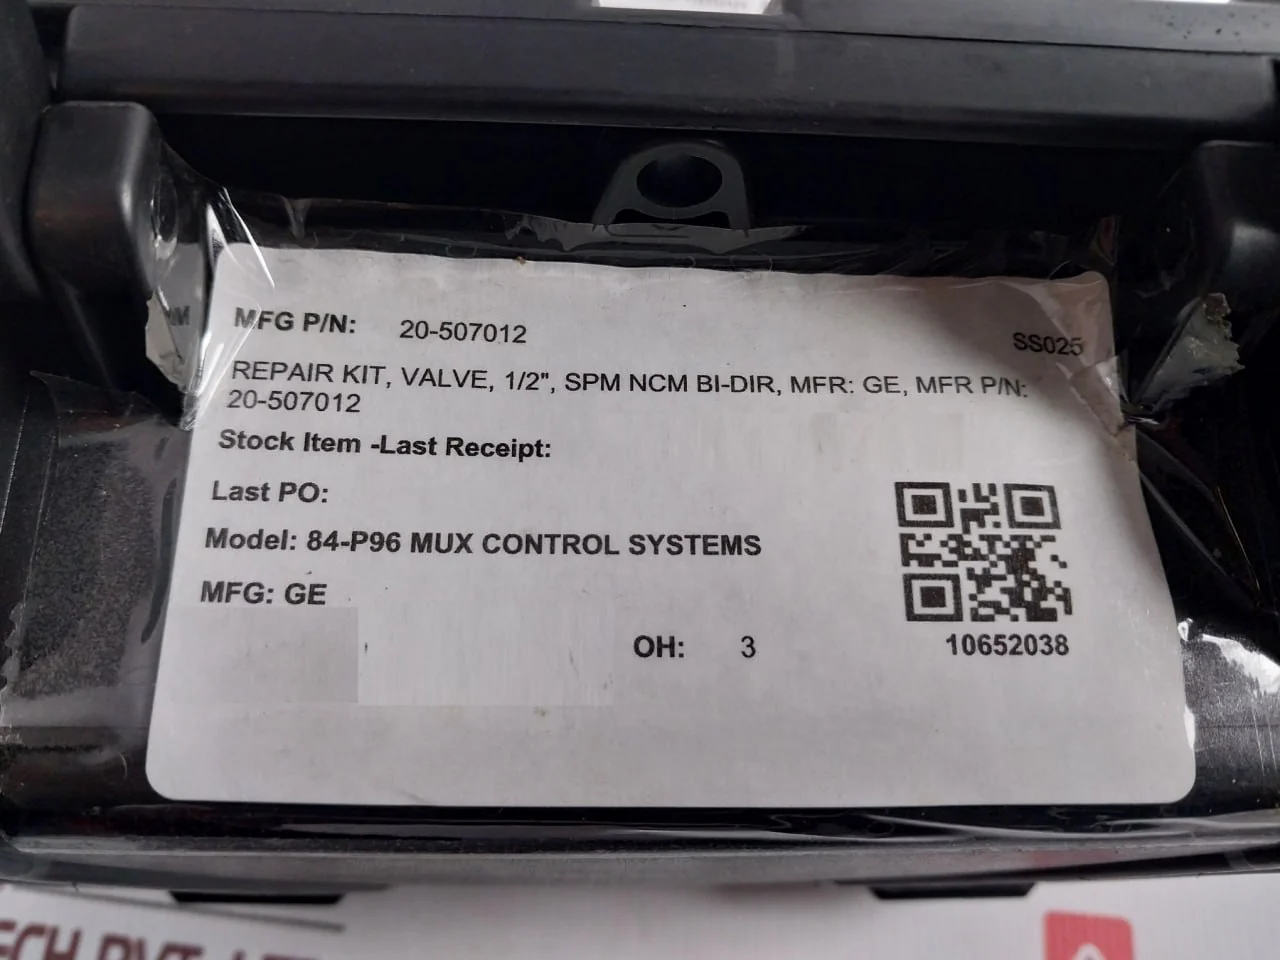 MFG P/N: 20-507012 SS025
REPAIR KIT, VALVE, 1/2", SPM NCM BI-DIR, MFR: GE, MFR P/N:
20-507012
Stock Item -Last Receipt:
Last PO:
Model: 84-P96 MUX CONTROL SYSTEMS
MFG: GE
OH: 3
10652038